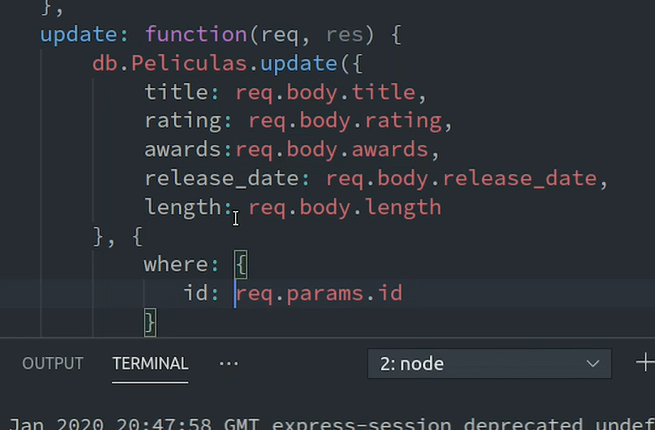 },
update: function(req, res) {
db.Peliculas.update({
title: req.body.title,
rating: req.body.rating,
awards:req.body.awards,
release_date: req.body.release_date,
length: req.body.length
}, {
where: {
id: req.params.id
}
OUTPUT TERMINAL ··· 2: node +
Jan 2020 20:47:58 GMT express-session deprecated undef